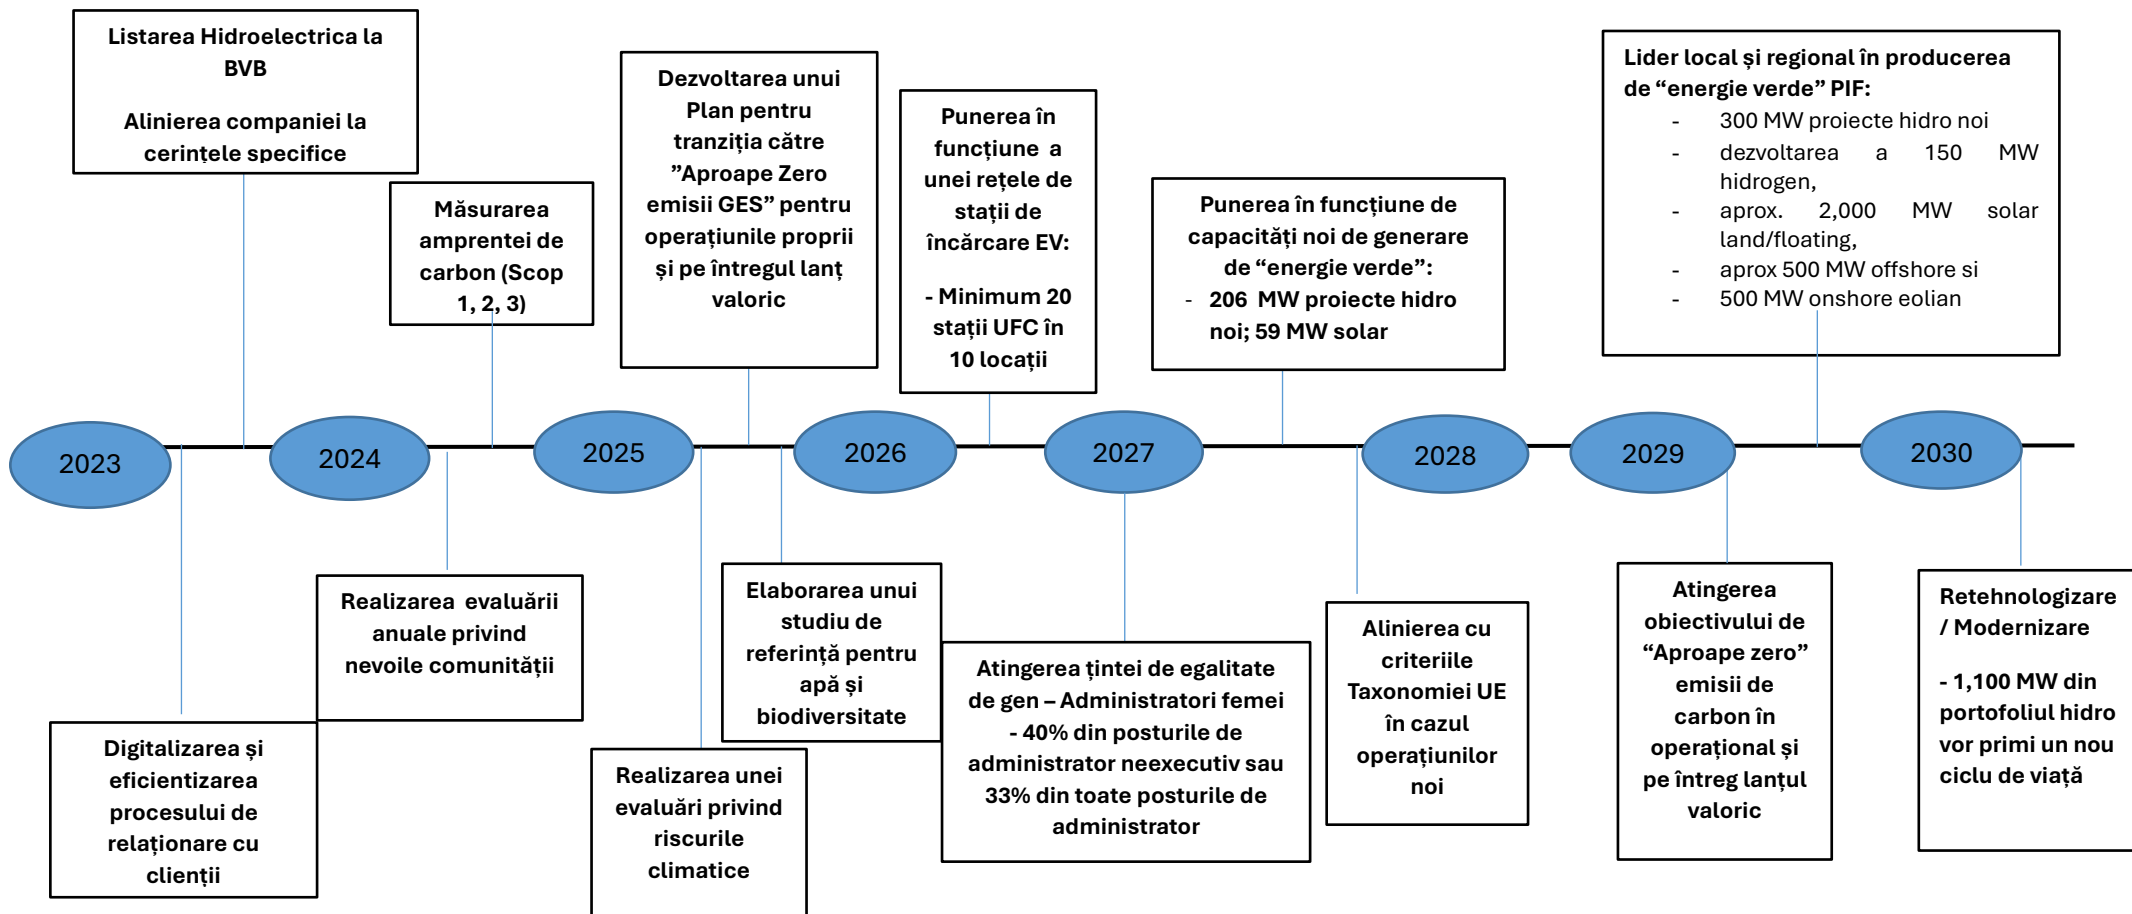 Listarea Hidroelectrica la
BVB
Alinierea companiei la
cerințele specifice
Măsurarea
amprentei de
carbon (Scop
1, 2, 3)
Dezvoltarea unui
Plan pentru
tranziția către
”Aproape Zero
emisii GES” pentru
operațiunile proprii
și pe întregul lanț
valoric
Punerea în
funcțiune a
unei rețele de
stații de
încărcare EV:
- Minimum 20
stații UFC în
10 locații
Punerea în funcțiune de
capacități noi de generare
de “energie verde”:
- 206 MW proiecte hidro
noi; 59 MW solar
Lider local și regional în producerea
de “energie verde” PIF:
- 300 MW proiecte hidro noi
- dezvoltarea a 150 MW
hidrogen,
- aprox. 2,000 MW solar
land/floating,
- aprox 500 MW offshore si
- 500 MW onshore eolian
2023
2024
2025
2026
2027
2028
2029
2030
Digitalizarea și
eficientizarea
procesului de
relaționare cu
clienții
Realizarea evaluării
anuale privind
nevoile comunității
Realizarea unei
evaluări privind
riscurile
climatice
Elaborarea unui
studiu de
referință pentru
apă și
biodiversitate
Atingerea țintei de egalitate
de gen – Administratori femei
- 40% din posturile de
administrator neexecutiv sau
33% din toate posturile de
administrator
Alinierea cu
criteriile
Taxonomiei UE
în cazul
operațiunilor
noi
Atingerea
obiectivului de
“Aproape zero”
emisii de
carbon în
operațional și
pe întreg lanțul
valoric
Retehnologizare
/ Modernizare
- 1,100 MW din
portofoliul hidro
vor primi un nou
ciclu de viață